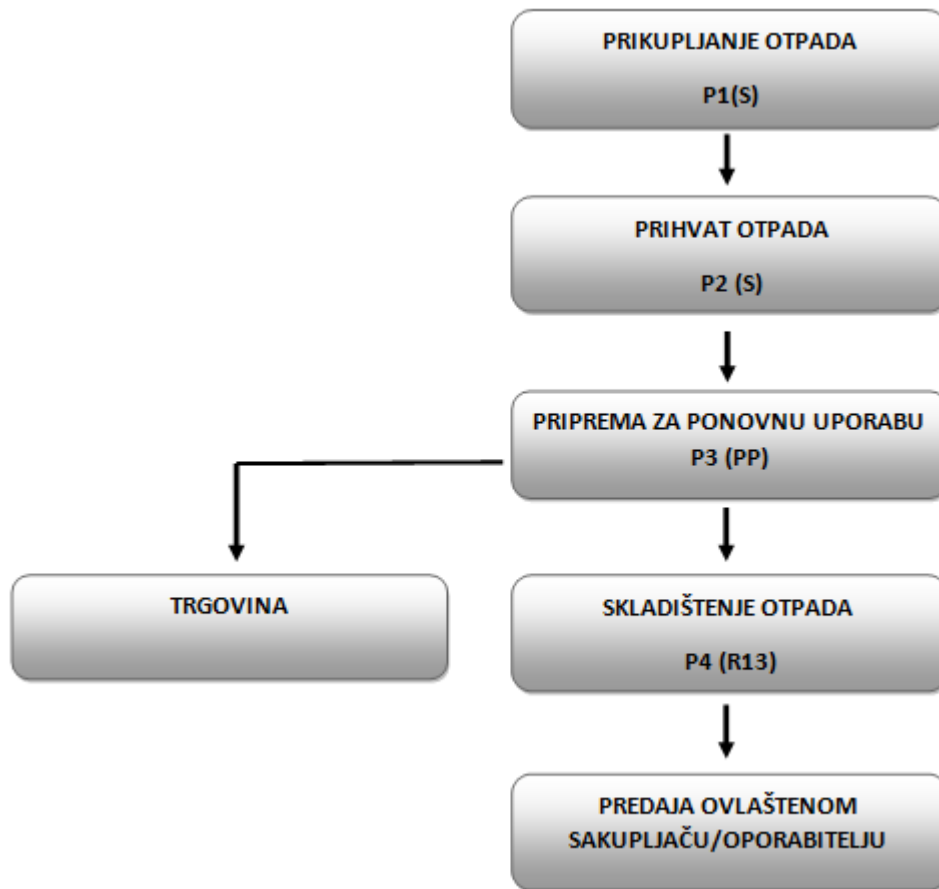 PRIKUPLJANJE OTPADA
P1(S)
PRIHVAT OTPADA
P2 (S)
PRIPREMA ZA PONOVNU UPORABU
P3 (PP)
TRGOVINA
SKLADIŠTENJE OTPADA
P4 (R13)
PREDAJA OVLAŠTENOM
SAKUPLJAČU/OPORABITELJU